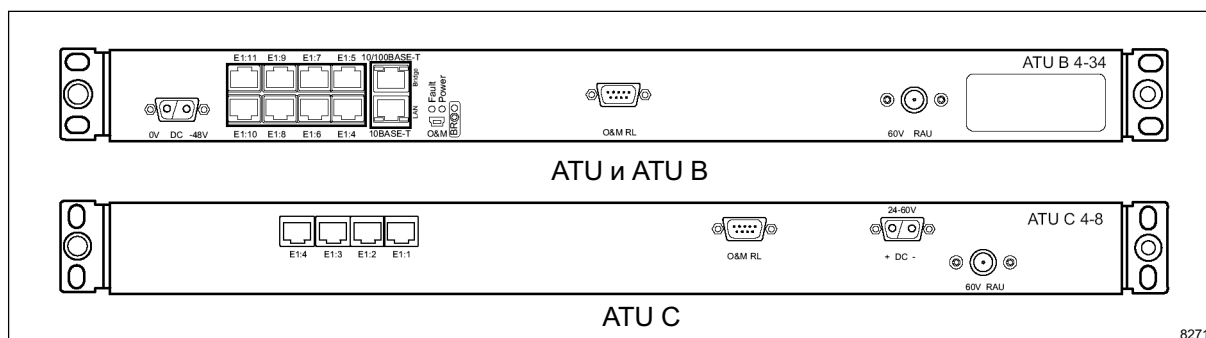 E1:11 E1:9 E1:7 E1:5 10/100BASE-T
ATU B 4-34
Bridge
LAN
Fault
Power
0V DC -48V
E1:10 E1:8 E1:6 E1:4 10BASE-T
O&M
BR
O&M RL
60V RAU
ATU и ATU B
24-60V
ATU C 4-8
E1:4 E1:3 E1:2 E1:1
O&M RL
+ DC -
60V RAU
ATU C
8271